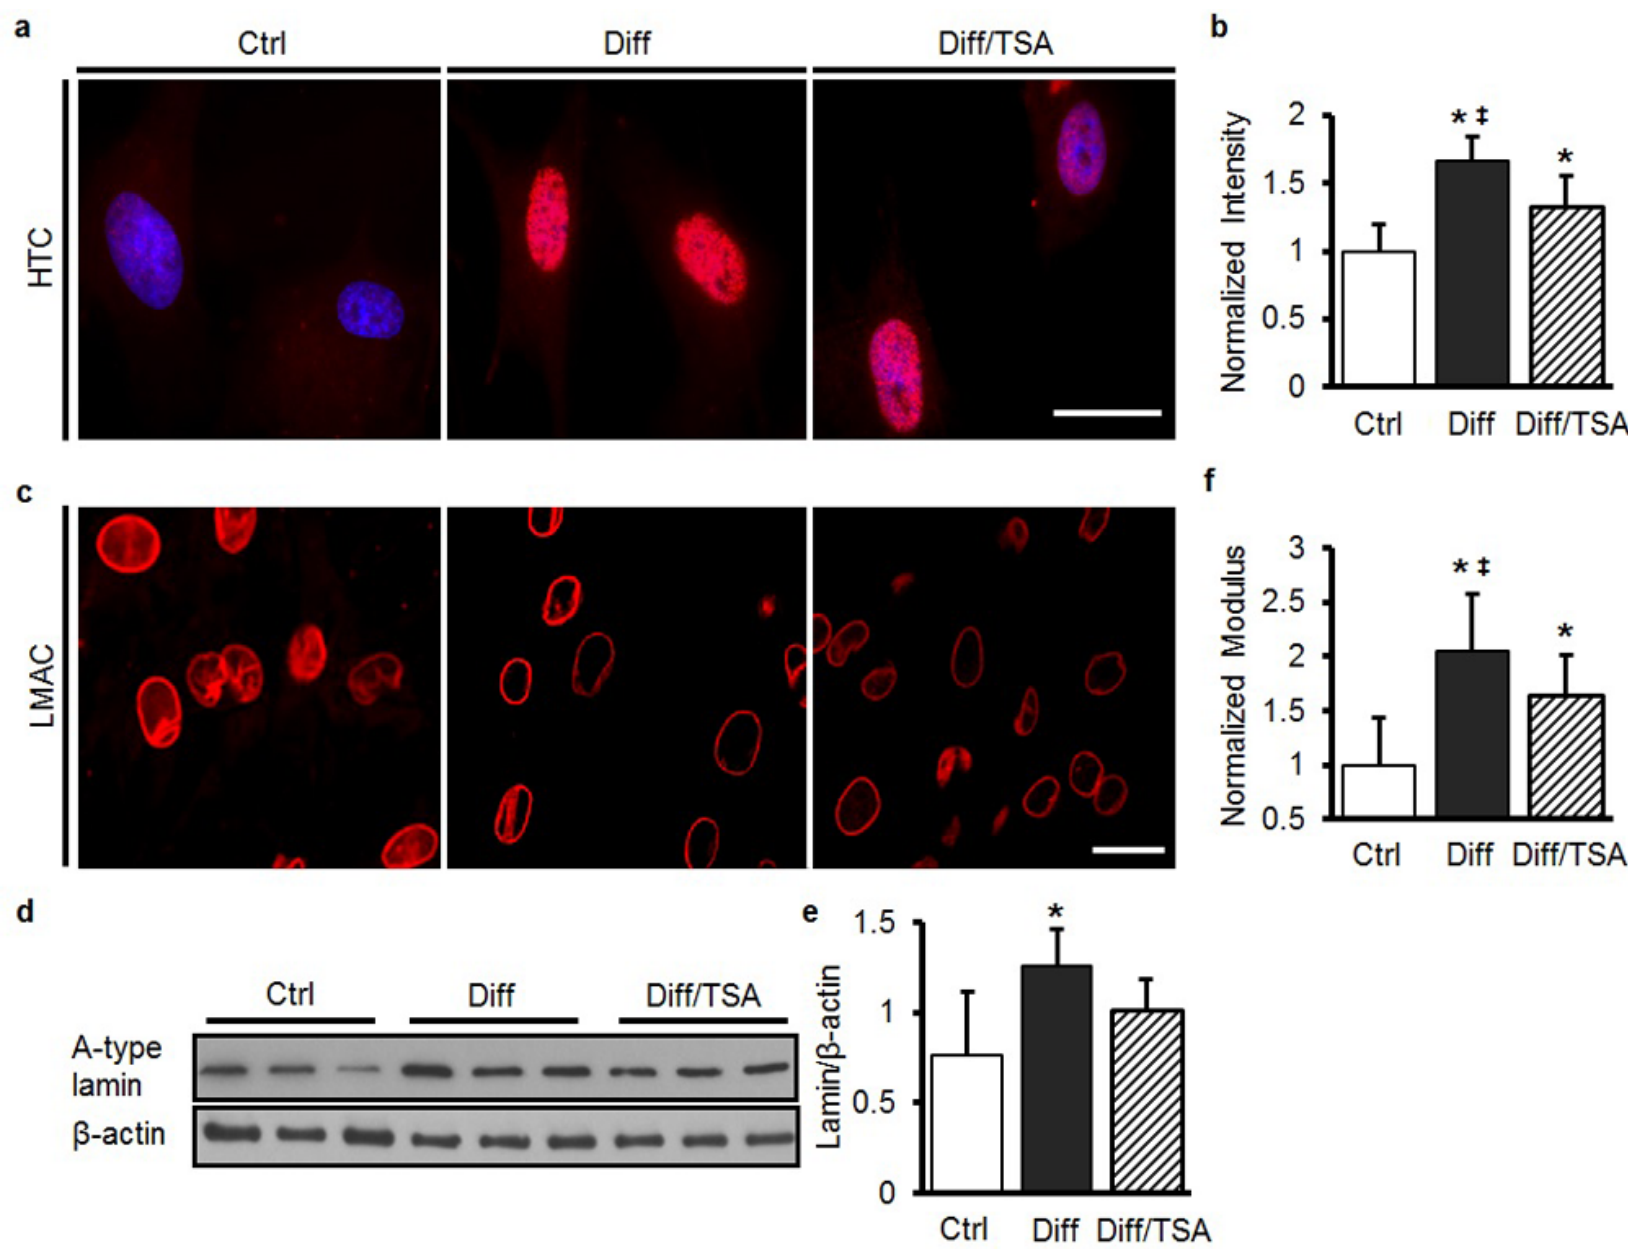 a
Ctrl
Diff
Diff/TSA
HTC
b
Normalized Intensity
2
1.5
1
0.5
0
* ‡
*
Ctrl
Diff
Diff/TSA
c
LMAC
f
Normalized Modulus
3
2.5
2
1.5
1
0.5
* ‡
*
Ctrl
Diff
Diff/TSA
d
Ctrl
Diff
Diff/TSA
A-type
lamin
β-actin
e
Lamin/β-actin
1.5
1
0.5
0
*
Ctrl
Diff
Diff/TSA